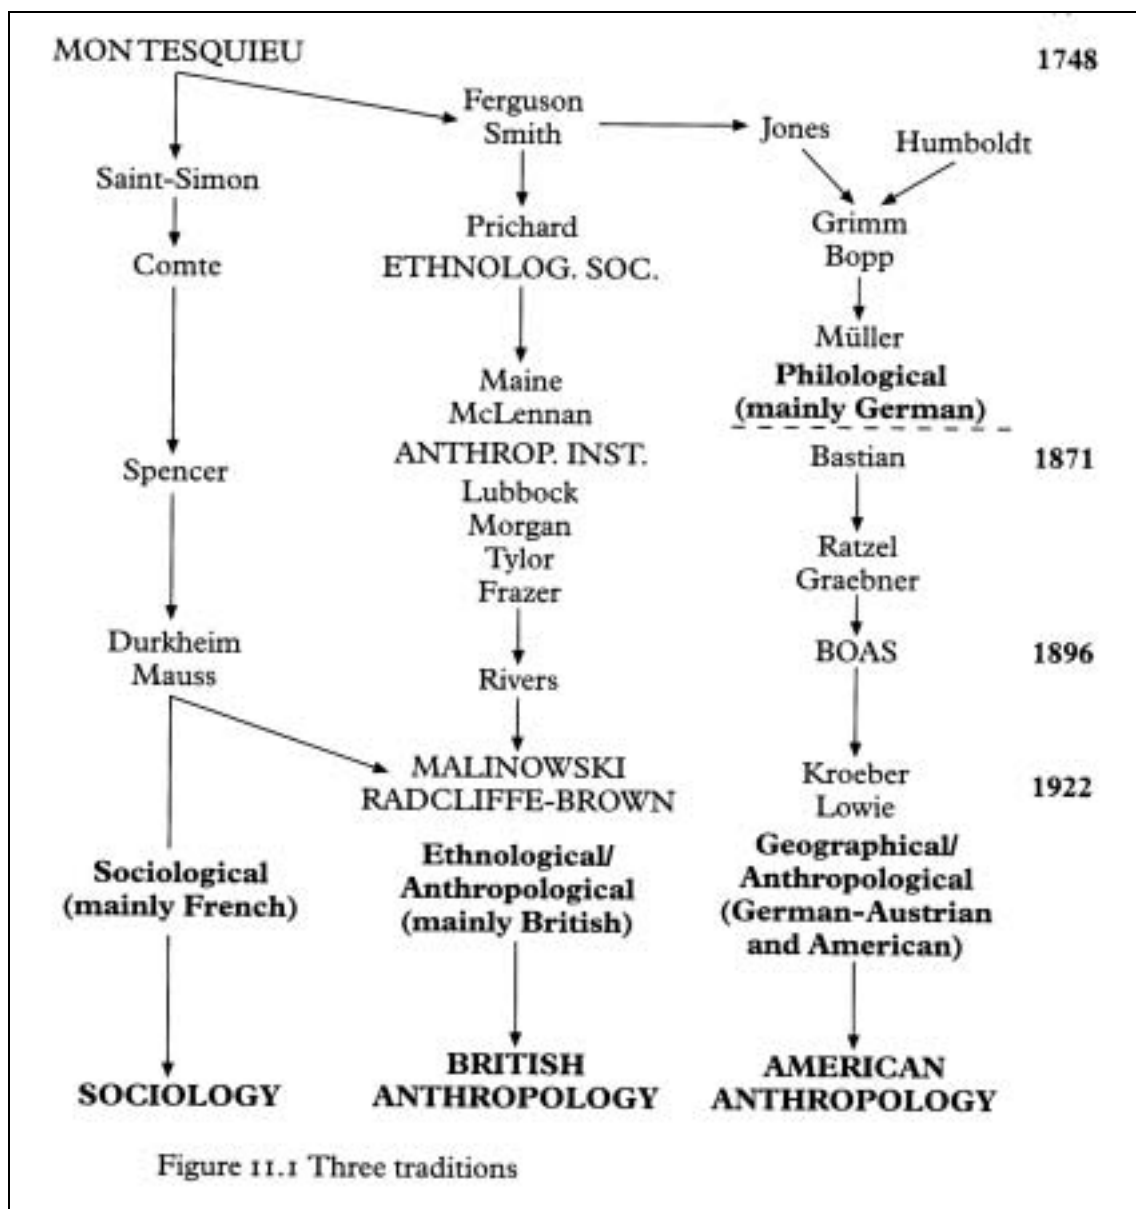 MONTESQUIEU
1748
Ferguson
Smith
Jones
Humboldt
Saint-Simon
Prichard
ETHNOLOG. SOC.
Grimm
Bopp
Comte
Müller
Philological
(mainly German)
Maine
McLennan
ANTHROP. INST.
Lubbock
Morgan
Tylor
Frazer
Bastian
1871
Spencer
Ratzel
Graebner
Durkheim
Mauss
Rivers
BOAS
1896
MALINOWSKI
RADCLIFFE-BROWN
Kroeber
Lowie
1922
Sociological
(mainly French)
Ethnological/
Anthropological
(mainly British)
Geographical/
Anthropological
(German-Austrian
and American)
SOCIOLOGY
BRITISH
ANTHROPOLOGY
AMERICAN
ANTHROPOLOGY
Figure 11.1 Three traditions